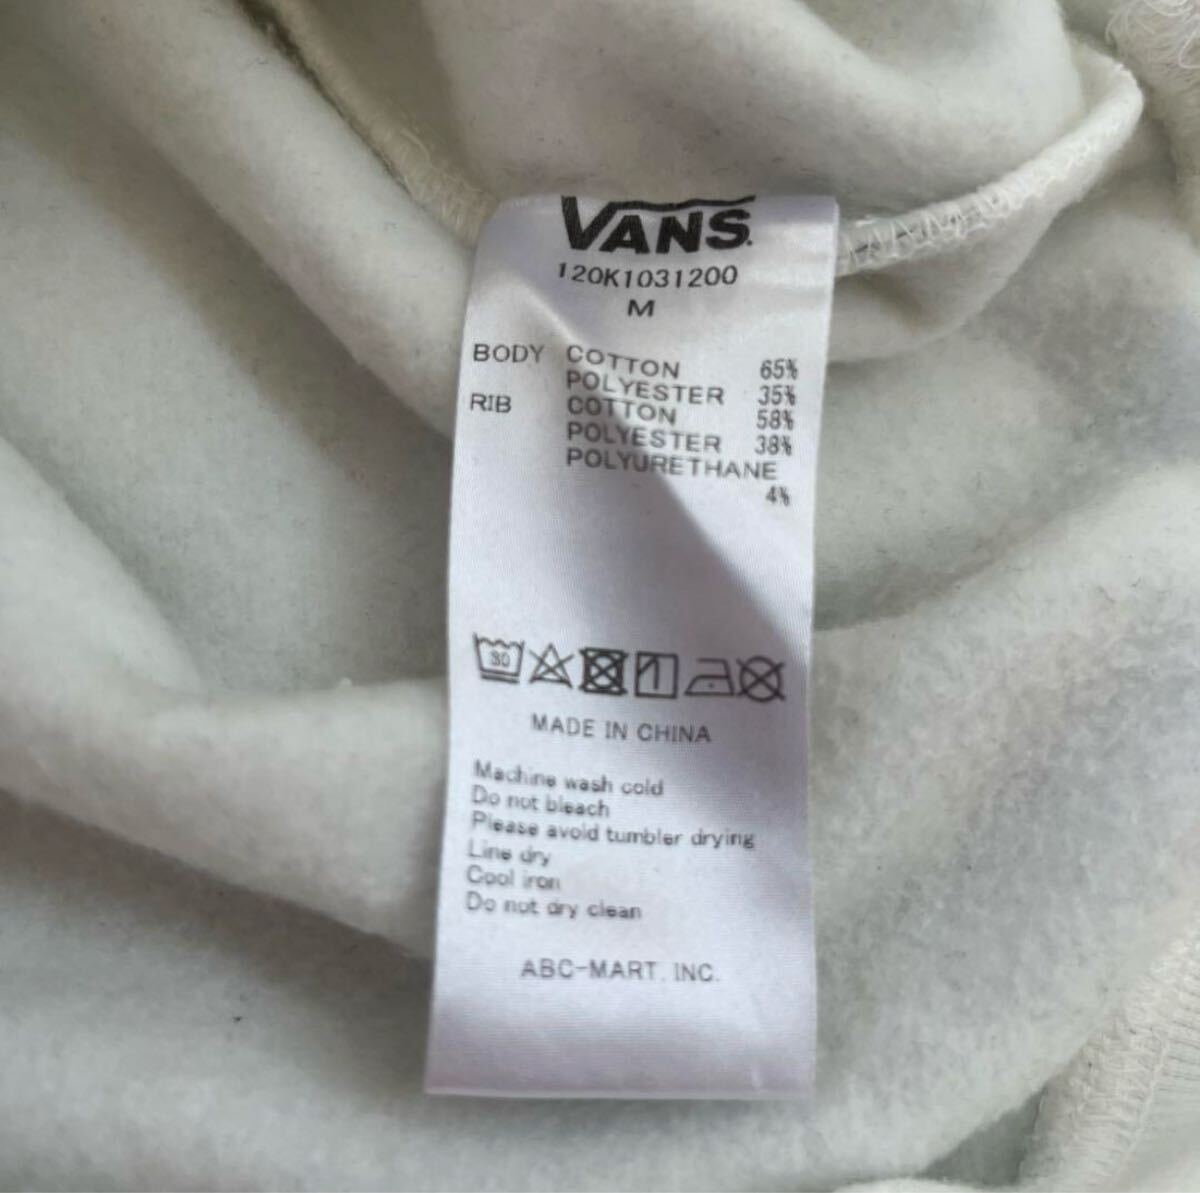 VANS
120K1031200
M
BODY COTTON 65%
POLYESTER 35%
RIB COTTON 58%
POLYESTER 38%
POLYURETHANE
4%
30
MADE IN CHINA
Machine wash cold
Do not bleach
Please avoid tumbler drying
Line dry
Cool iron
Do not dry clean
ABC-MART, INC.